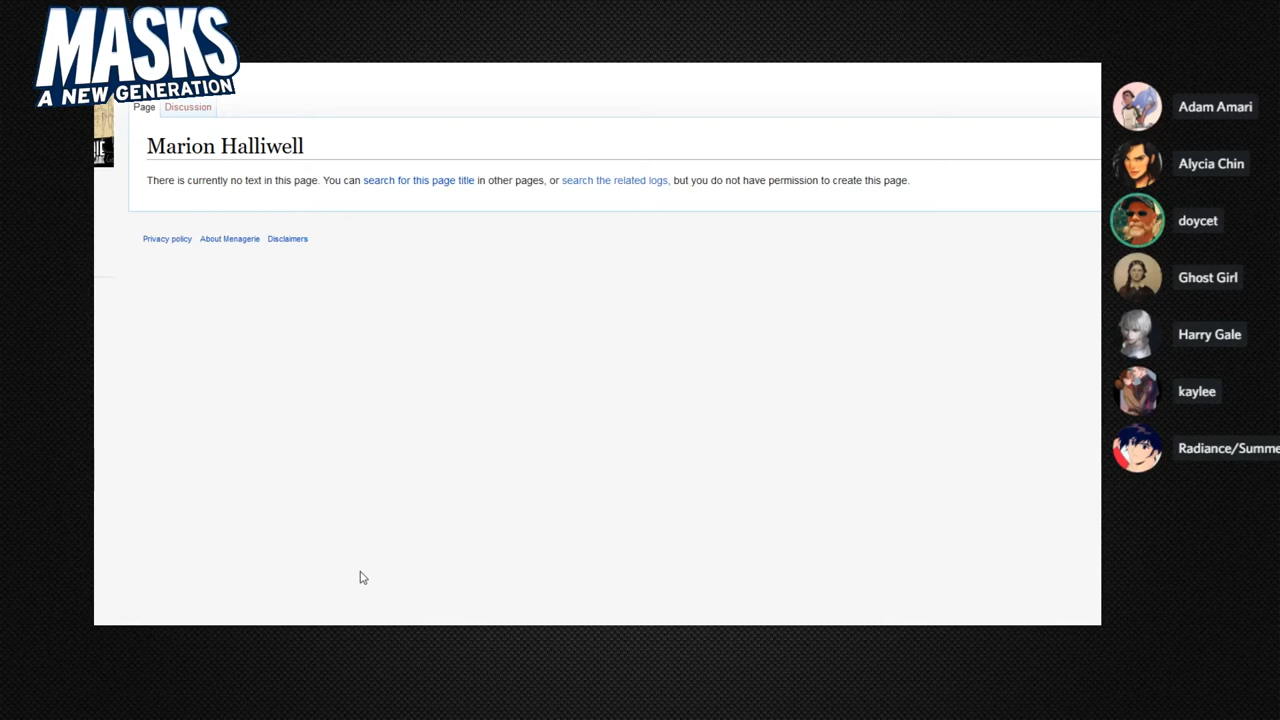 MASKS
A NEW GENERATION
Page Discussion
Marion Halliwell
There is currently no text in this page. You can search for this page title in other pages, or search the related logs, but you do not have permission to create this page.
Privacy policy About Menagerie Disclaimers
Adam Amari
Alycia Chin
doycet
Ghost Girl
Harry Gale
kaylee
Radiance/Summe